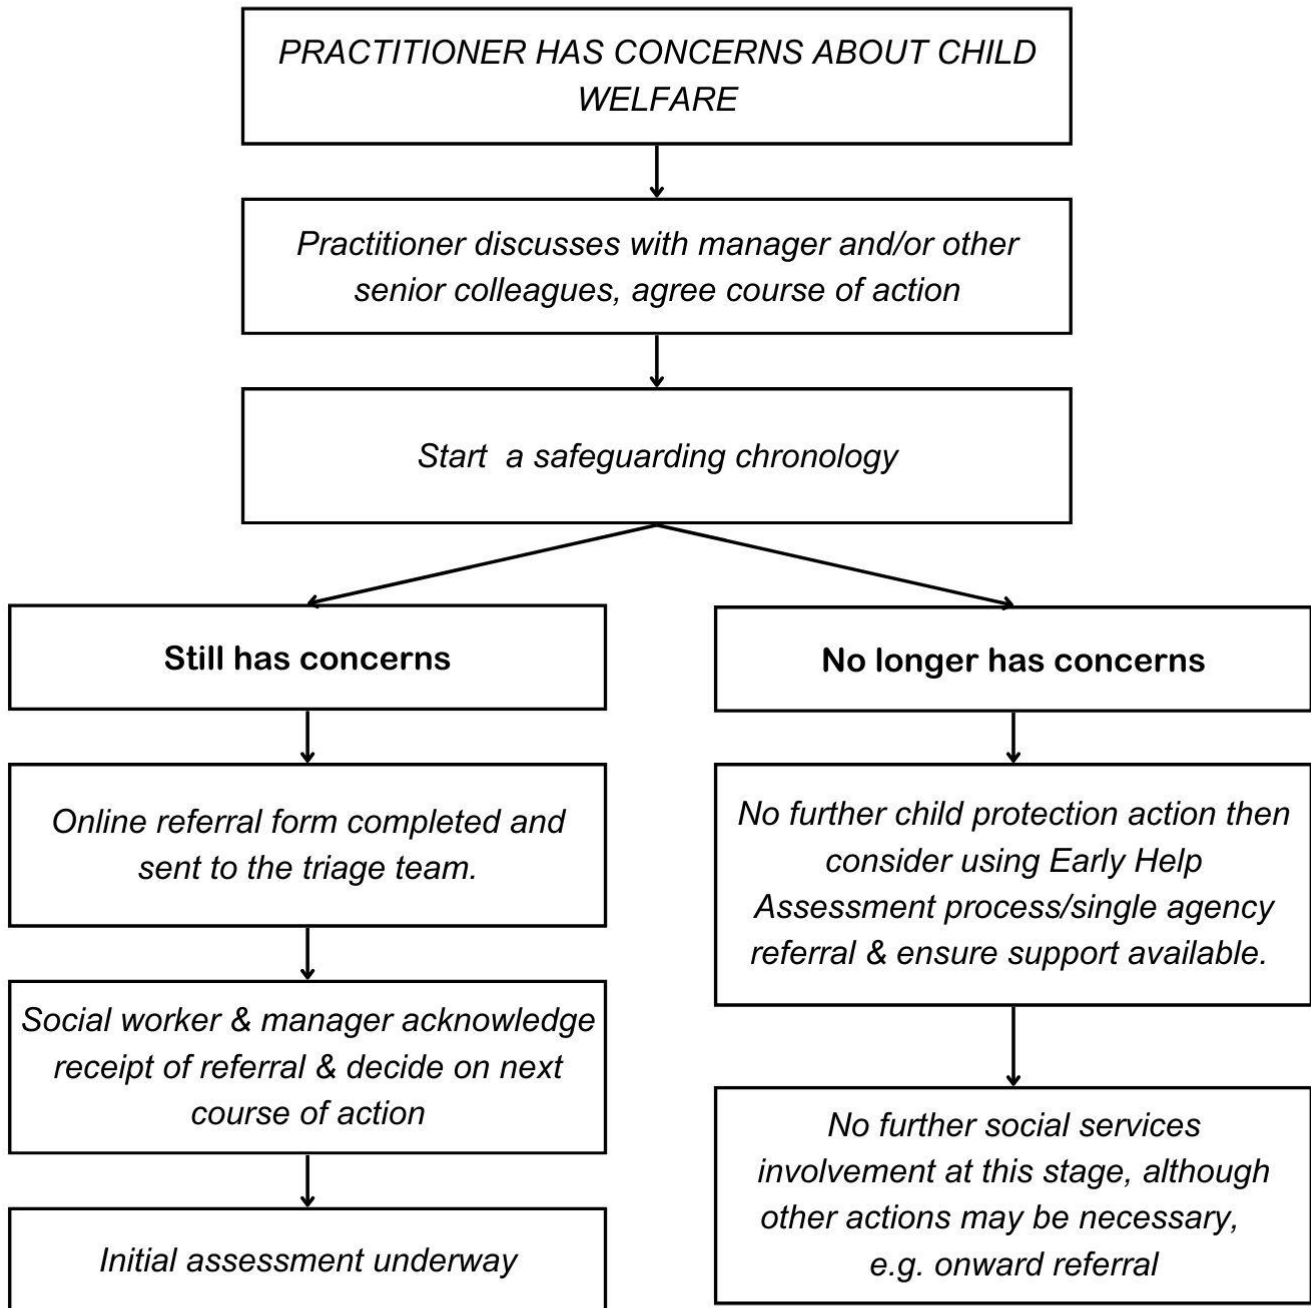 PRACTITIONER HAS CONCERNS ABOUT CHILD
WELFARE
Practitioner discusses with manager and/or other
senior colleagues, agree course of action
Start  a safeguarding chronology
Still has concerns
Online referral form completed and
sent to the triage team.
Social worker & manager acknowledge
receipt of referral & decide on next
course of action
Initial assessment underway
No longer has concerns
No further child protection action then
consider using Early Help
Assessment process/single agency
referral & ensure support available.
No further social services
involvement at this stage, although
other actions may be necessary,
e.g. onward referral